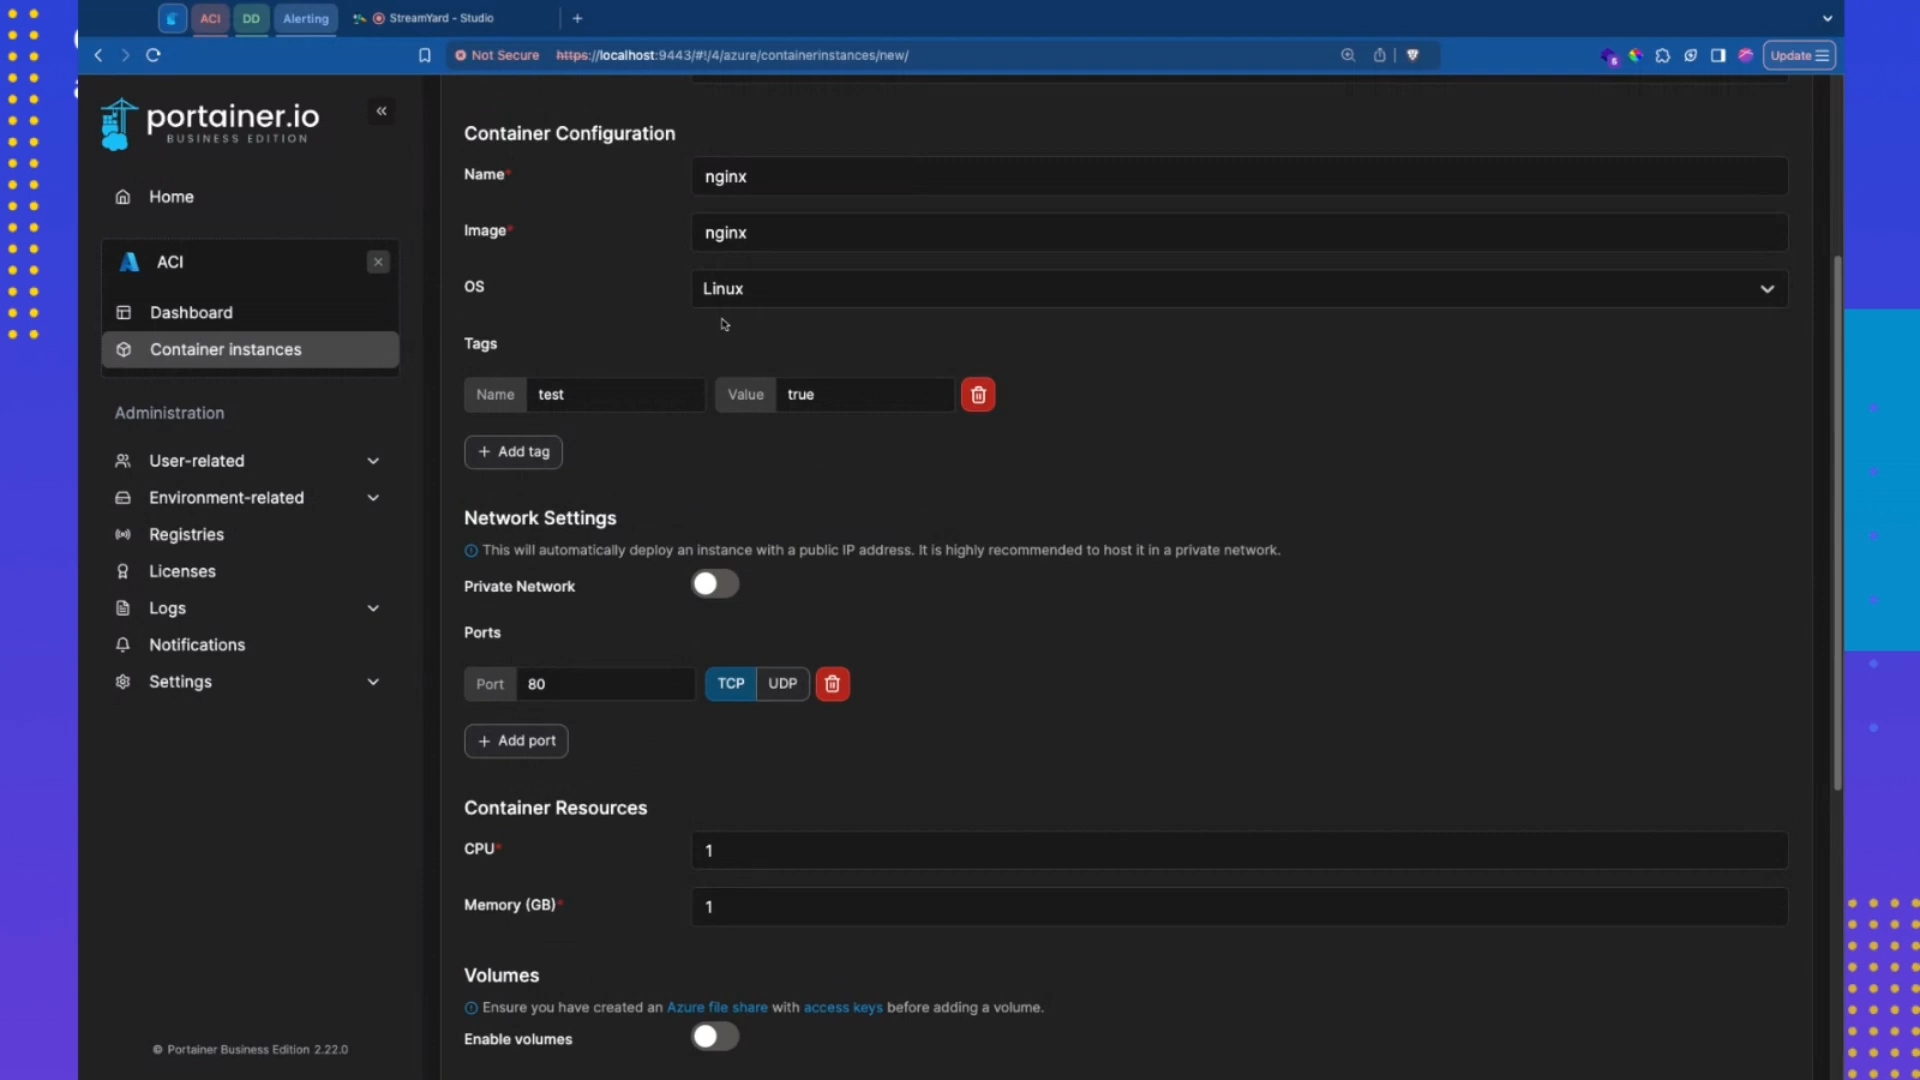 ACI
DD
Alerting
StreamYard - Studio
Not Secure
https://localhost:9443/#!/4/azure/containerinstances/new/
Update
portainer.io
BUSINESS EDITION
Home
ACI
Dashboard
Container instances
Administration
User-related
Environment-related
Registries
Licenses
Logs
Notifications
Settings
© Portainer Business Edition 2.22.0
Container Configuration
Name* nginx
Image* nginx
OS Linux
Tags
Name test Value true
+ Add tag
Network Settings
This will automatically deploy an instance with a public IP address. It is highly recommended to host it in a private network.
Private Network
Ports
Port 80 TCP UDP
+ Add port
Container Resources
CPU* 1
Memory (GB)* 1
Volumes
Ensure you have created an Azure file share with access keys before adding a volume.
Enable volumes